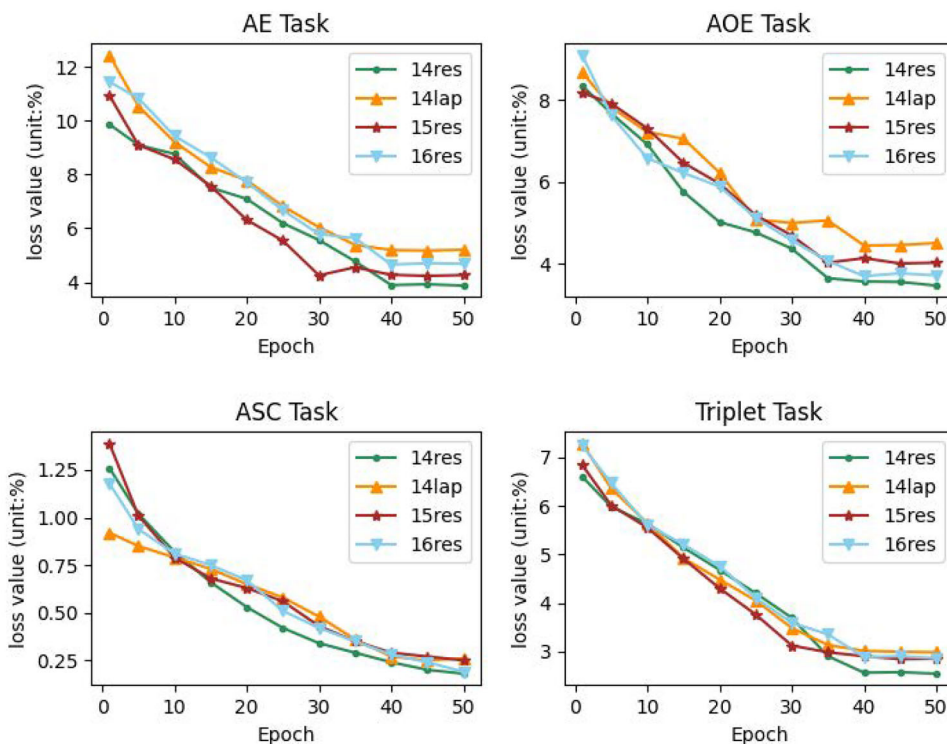 AE Task
loss value (unit:%)
12
10
8
6
4
14res
14lap
15res
16res
0 10 20 30 40 50
Epoch
AOE Task
loss value (unit:%)
8
6
4
14res
14lap
15res
16res
0 10 20 30 40 50
Epoch
ASC Task
loss value (unit:%)
1.25
1.00
0.75
0.50
0.25
14res
14lap
15res
16res
0 10 20 30 40 50
Epoch
Triplet Task
loss value (unit:%)
7
6
5
4
3
14res
14lap
15res
16res
0 10 20 30 40 50
Epoch